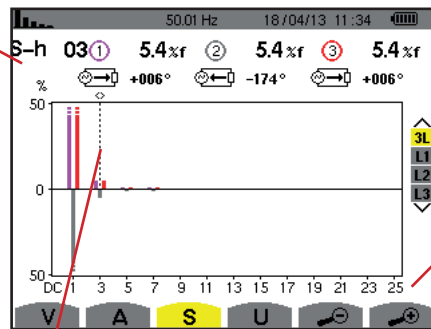 50.01 Hz 18/04/13 11:34
S-h 03 1 5.4%f 2 5.4%f 3 5.4%f
+006° -174° +006°
%
50
3L
L1
0
L2
L3
50
DC 1 3 5 7 9 11 13 15 17 19 21 23 25
V A S U